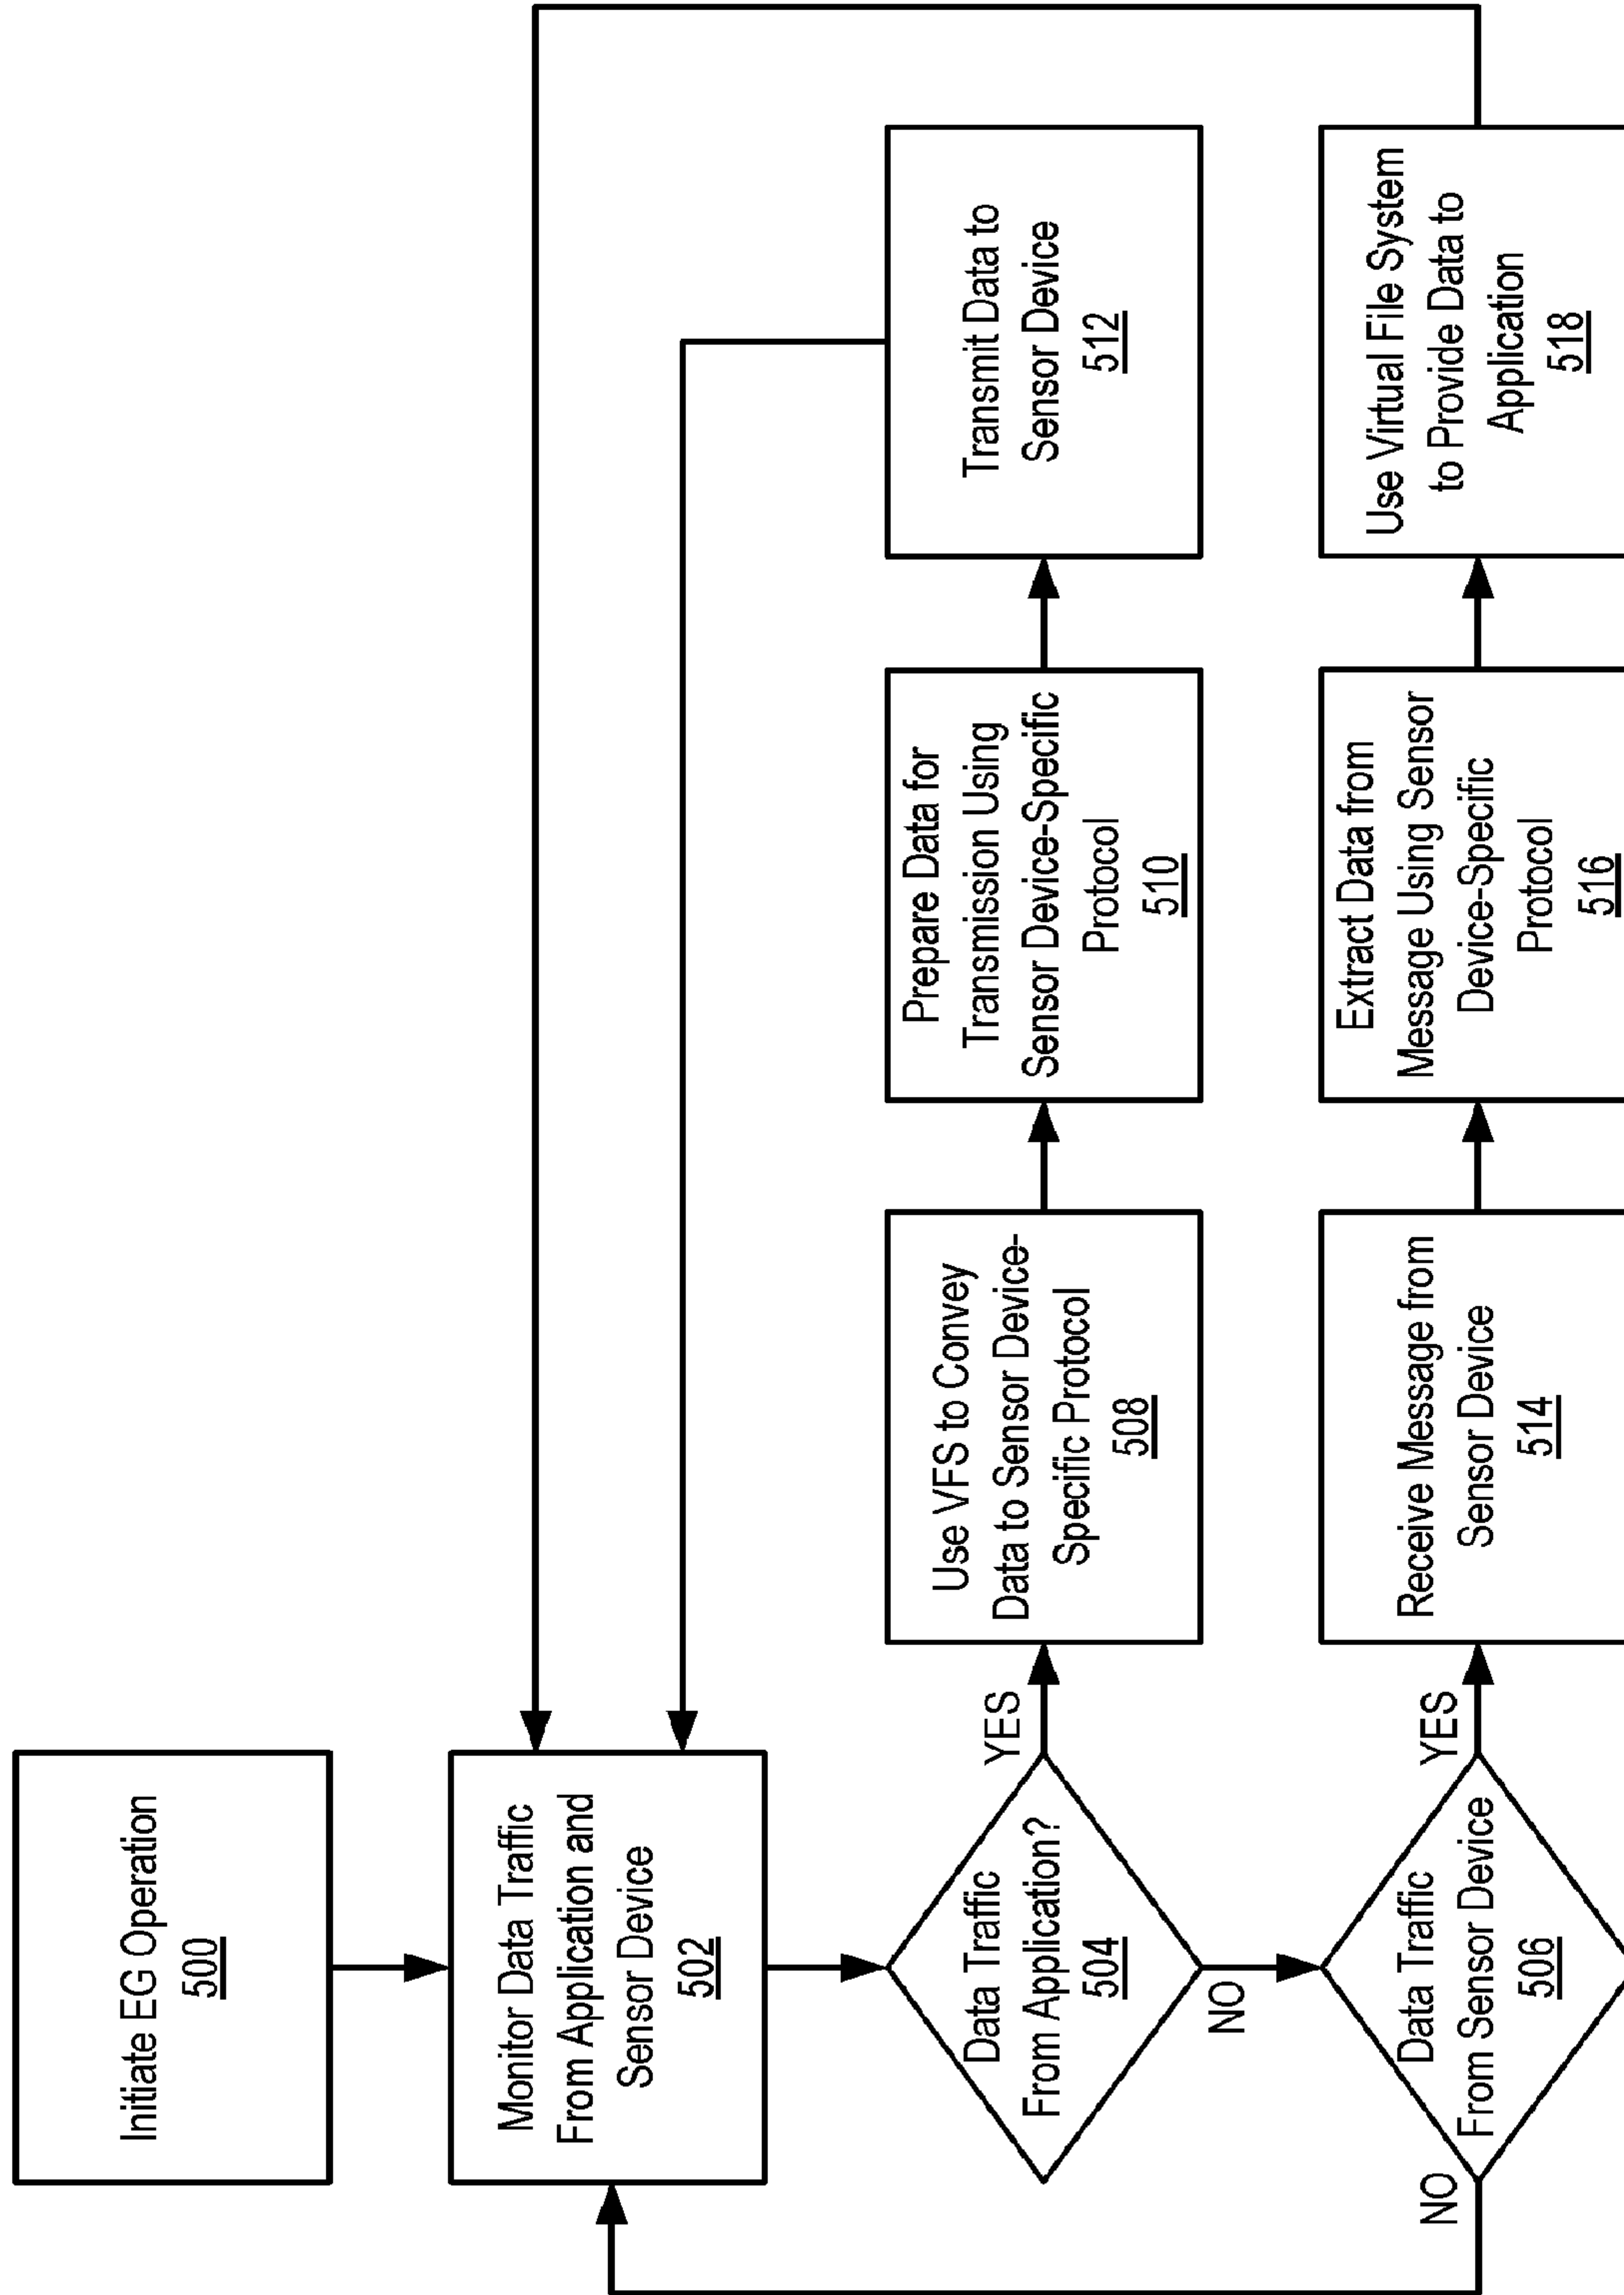 Initiate EG Operation
500
Monitor Data Traffic
From Application and
Sensor Device
502
Data Traffic
From Application?
504
YES
NO
Use VFS to Convey
Data to Sensor Device-
Specific Protocol
508
Prepare Data for
Transmission Using
Sensor Device-Specific
Protocol
510
Transmit Data to
Sensor Device
512
Data Traffic
From Sensor Device
506
NO
YES
Receive Message from
Sensor Device
514
Extract Data from
Message Using Sensor
Device-Specific
Protocol
516
Use Virtual File System
to Provide Data to
Application
518